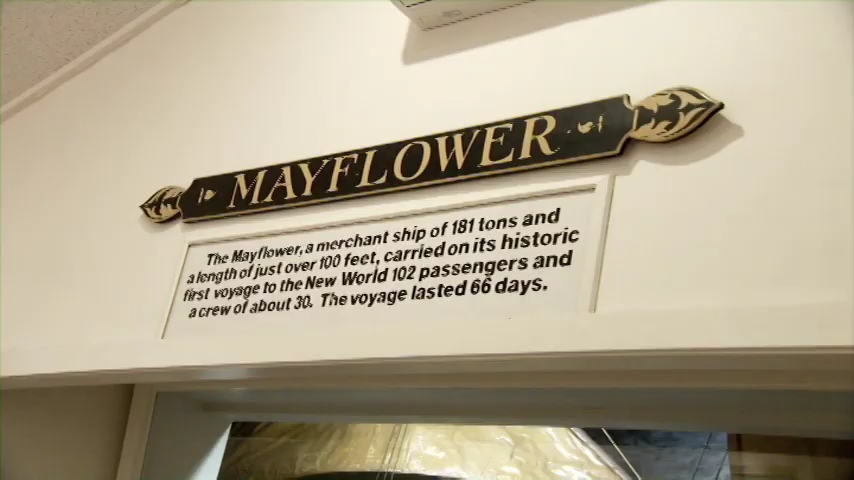 MAYFLOWER
The Mayflower, a merchant ship of 181 tons and
a length of just over 100 feet, carried on its historic
first voyage to the New World 102 passengers and
a crew of about 30. The voyage lasted 66 days.